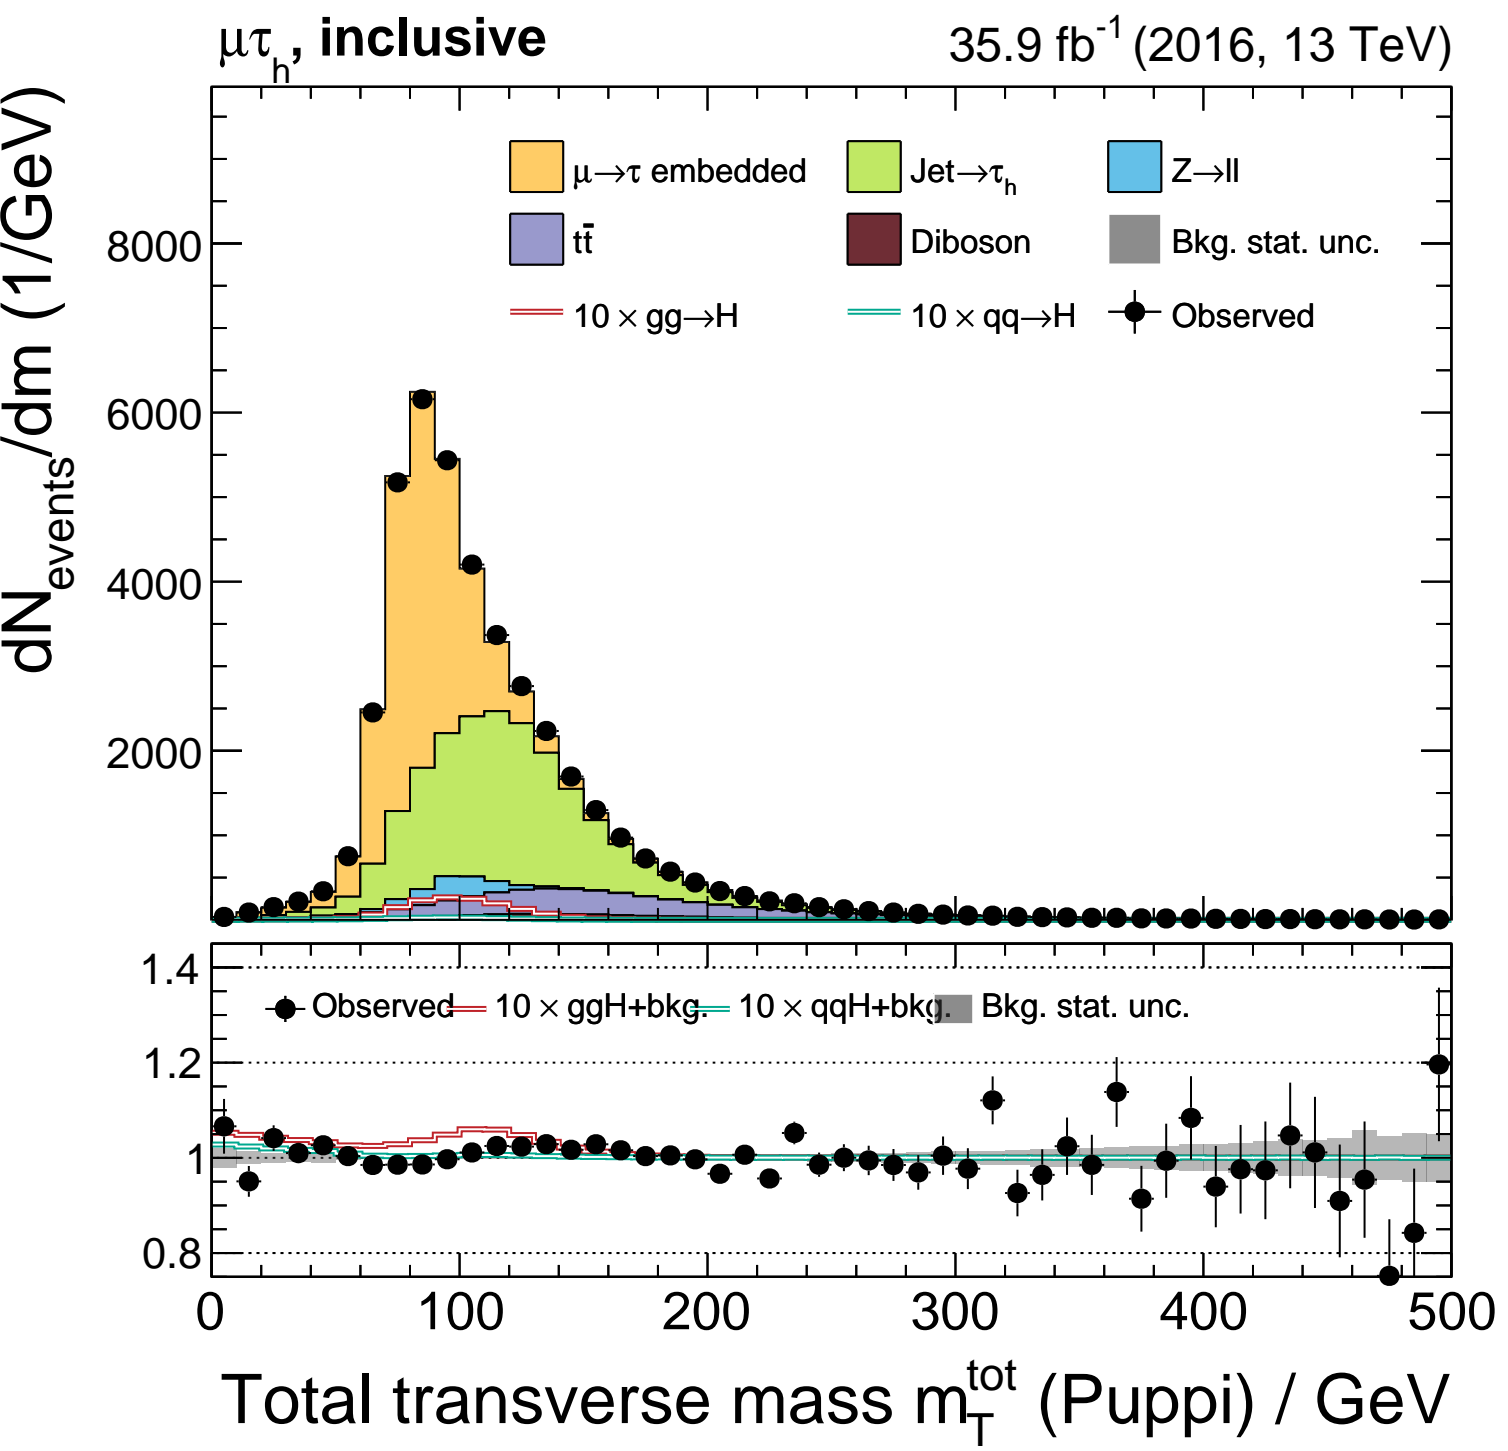 μτh, inclusive
35.9 fb-1 (2016, 13 TeV)
dNevents/dm (1/GeV)
μ→τ embedded
Jet→τh
Z→ll
tt̄
Diboson
Bkg. stat. unc.
10 × gg→H
10 × qq→H
Observed
8000
6000
4000
2000
1.4
Observed
10 × ggH+bkg.
10 × qqH+bkg.
Bkg. stat. unc.
1.2
1
0.8
0
100
200
300
400
500
Total transverse mass mTtot (Puppi) / GeV